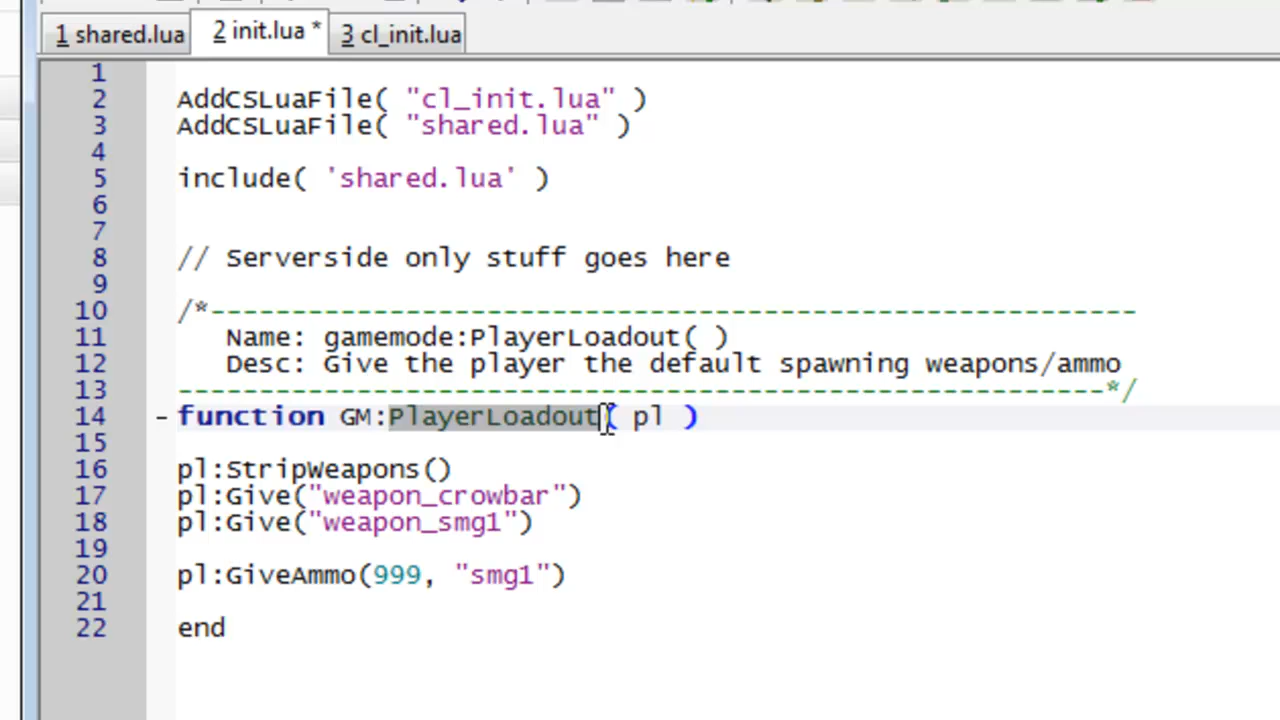 1 shared.lua 2 init.lua * 3 cl_init.lua
1
2 AddCSLuaFile( "cl_init.lua" )
3 AddCSLuaFile( "shared.lua" )
4
5 include( 'shared.lua' )
6
7
8 // Serverside only stuff goes here
9
10 /*---------------------------------------------------------
11 Name: gamemode:PlayerLoadout( )
12 Desc: Give the player the default spawning weapons/ammo
13 ---------------------------------------------------------*/
14 function GM:PlayerLoadout( pl )
15
16 pl:StripWeapons()
17 pl:Give("weapon_crowbar")
18 pl:Give("weapon_smg1")
19
20 pl:GiveAmmo(999, "smg1")
21
22 end